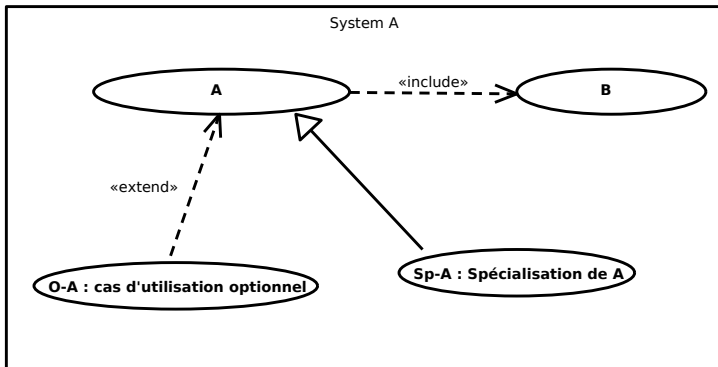 System A
A
«include»
B
«extend»
O-A : cas d'utilisation optionnel
Sp-A : Spécialisation de A